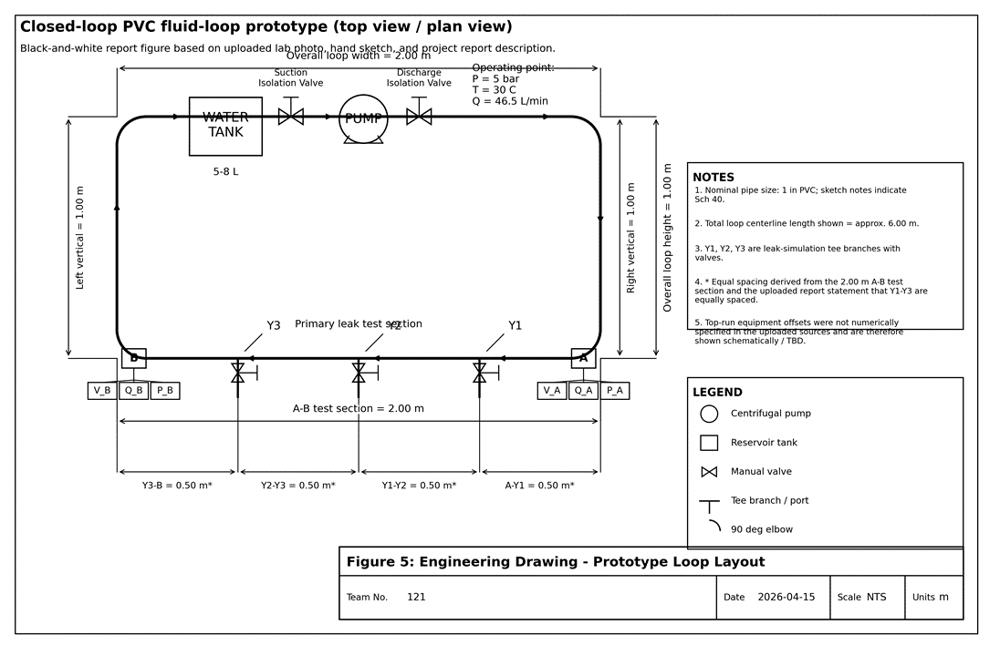 Closed-loop PVC fluid-loop prototype (top view / plan view)
Black-and-white report figure based on uploaded lab photo, hand sketch, and project report description.
Overall loop width = 2.00 m
Suction
Isolation Valve
Discharge
Isolation Valve
Operating point:
P = 5 bar
T = 30 C
Q = 46.5 L/min
WATER
TANK
PUMP
5-8 L
Left vertical = 1.00 m
Right vertical = 1.00 m
Overall loop height = 1.00 m
NOTES
1. Nominal pipe size: 1 in PVC; sketch notes indicate
Sch 40.
2. Total loop centerline length shown = approx. 6.00 m.
3. Y1, Y2, Y3 are leak-simulation tee branches with
valves.
4. * Equal spacing derived from the 2.00 m A-B test
section and the uploaded report statement that Y1-Y3 are
equally spaced.
5. Top-run equipment offsets were not numerically
specified in the uploaded sources and are therefore
shown schematically / TBD.
Primary leak test section
Y3
Y2
Y1
B
A
V_B
Q_B
P_B
V_A
Q_A
P_A
A-B test section = 2.00 m
Y3-B = 0.50 m*
Y2-Y3 = 0.50 m*
Y1-Y2 = 0.50 m*
A-Y1 = 0.50 m*
LEGEND
Centrifugal pump
Reservoir tank
Manual valve
Tee branch / port
90 deg elbow
Figure 5: Engineering Drawing - Prototype Loop Layout
Team No. 121
Date 2026-04-15
Scale NTS
Units m